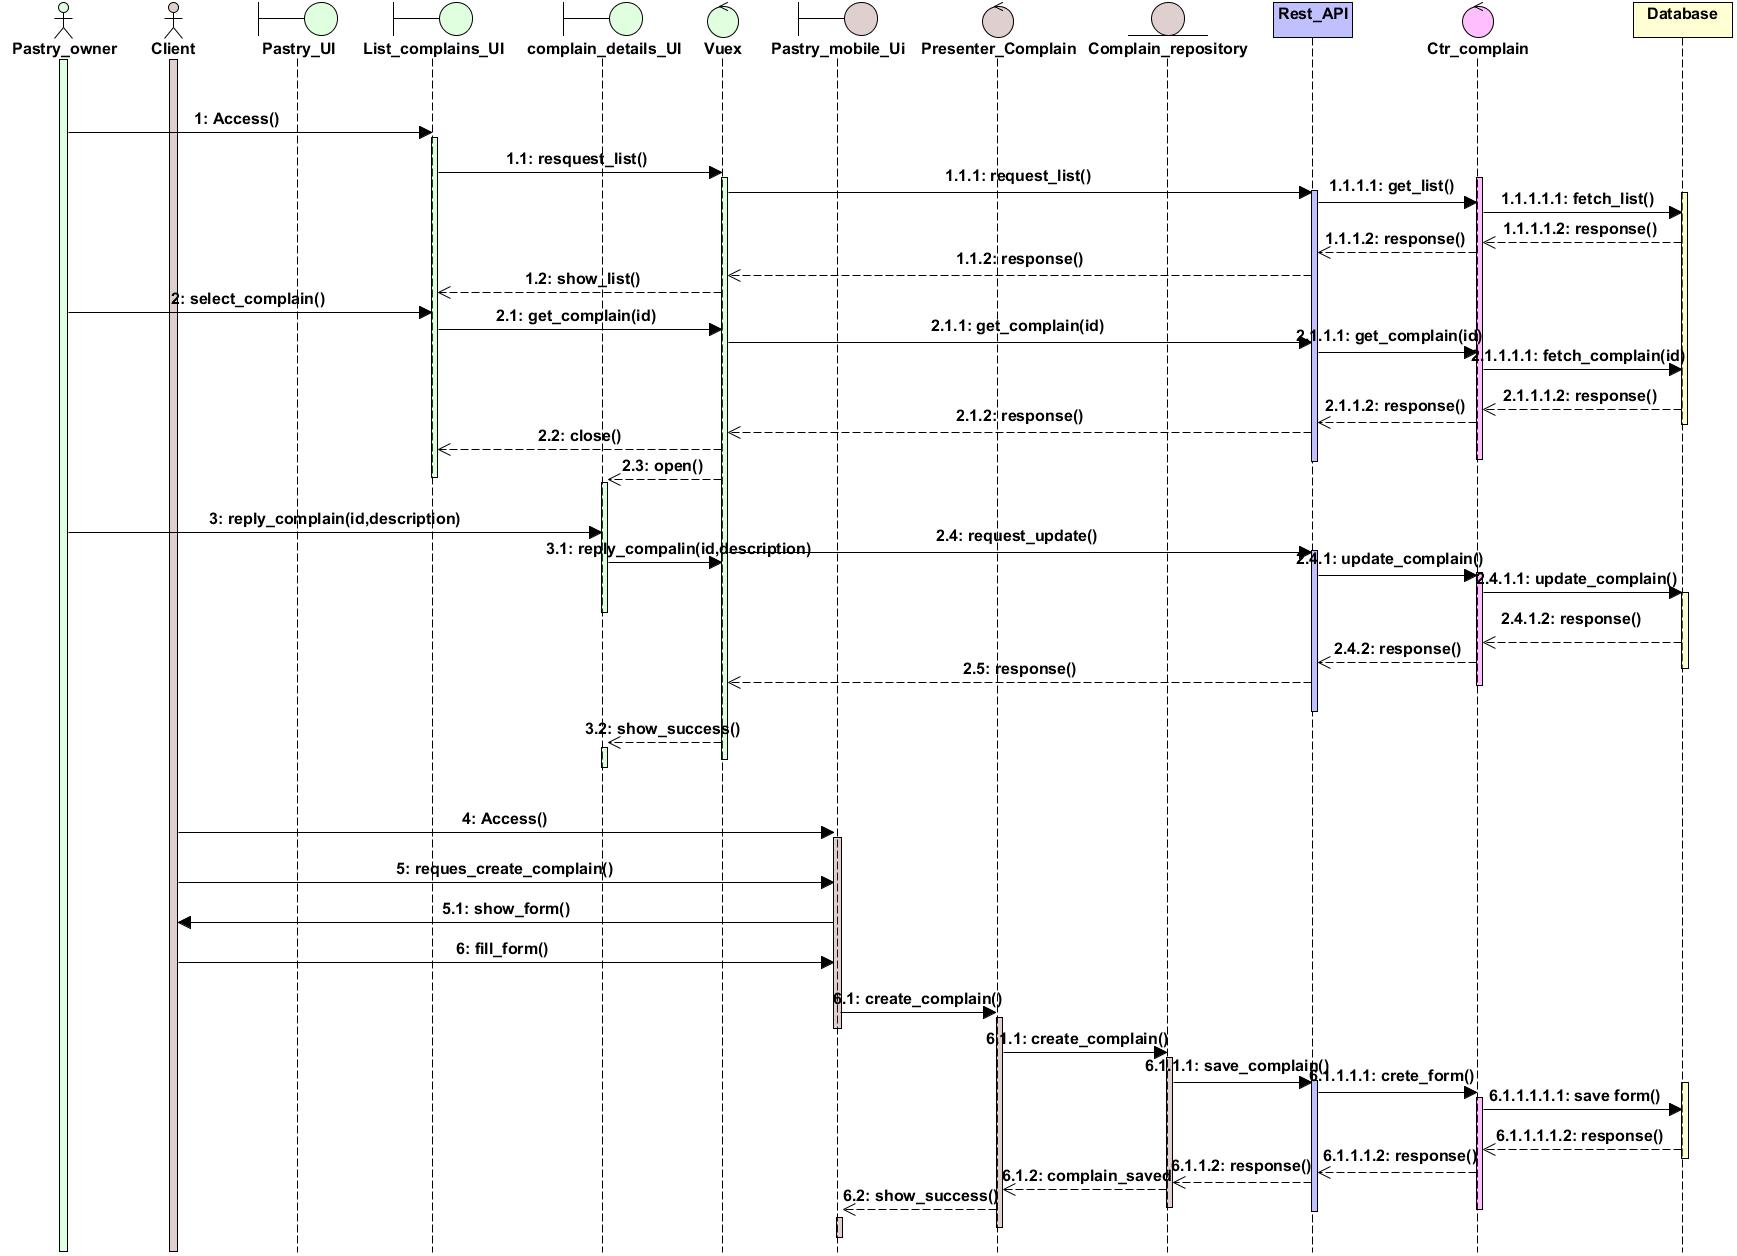 Rest_API
Database
Pastry_owner
Client
Pastry_UI
List_complains_UI
complain_details_UI
Vuex
Pastry_mobile_Ui
Presenter_Complain
Complain_repository
Ctr_complain
1: Access()
1.1: resquest_list()
1.1.1: request_list()
1.1.1.1: get_list()
1.1.1.1.1: fetch_list()
1.1.1.1.2: response()
1.1.1.2: response()
1.1.2: response()
1.2: show_list()
2: select_complain()
2.1: get_complain(id)
2.1.1: get_complain(id)
2.1.1.1: get_complain(id)
2.1.1.1.1: fetch_complain(id)
2.1.1.1.2: response()
2.1.1.2: response()
2.1.2: response()
2.2: close()
2.3: open()
3: reply_complain(id,description)
2.4: request_update()
3.1: reply_compalin(id,description)
2.4.1: update_complain()
2.4.1.1: update_complain()
2.4.1.2: response()
2.4.2: response()
2.5: response()
3.2: show_success()
4: Access()
5: reques_create_complain()
5.1: show_form()
6: fill_form()
6.1: create_complain()
6.1.1: create_complain()
6.1.1.1: save_complain()
6.1.1.1.1: crete_form()
6.1.1.1.1.1: save form()
6.1.1.1.1.2: response()
6.1.1.1.2: response()
6.1.1.2: response()
6.1.2: complain_saved
6.2: show_success()